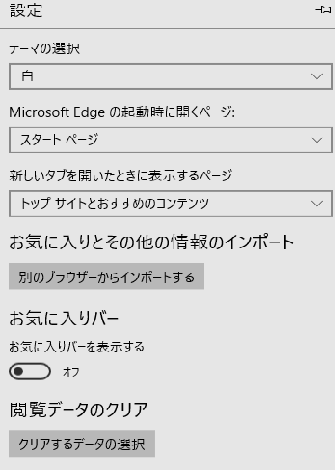 設定
テーマの選択
白
Microsoft Edge の起動時に開くページ:
スタート ページ
新しいタブを開いたときに表示するページ
トップ サイトとおすすめのコンテンツ
お気に入りとその他の情報のインポート
別のブラウザーからインポートする
お気に入りバー
お気に入りバーを表示する
オフ
閲覧データのクリア
クリアするデータの選択